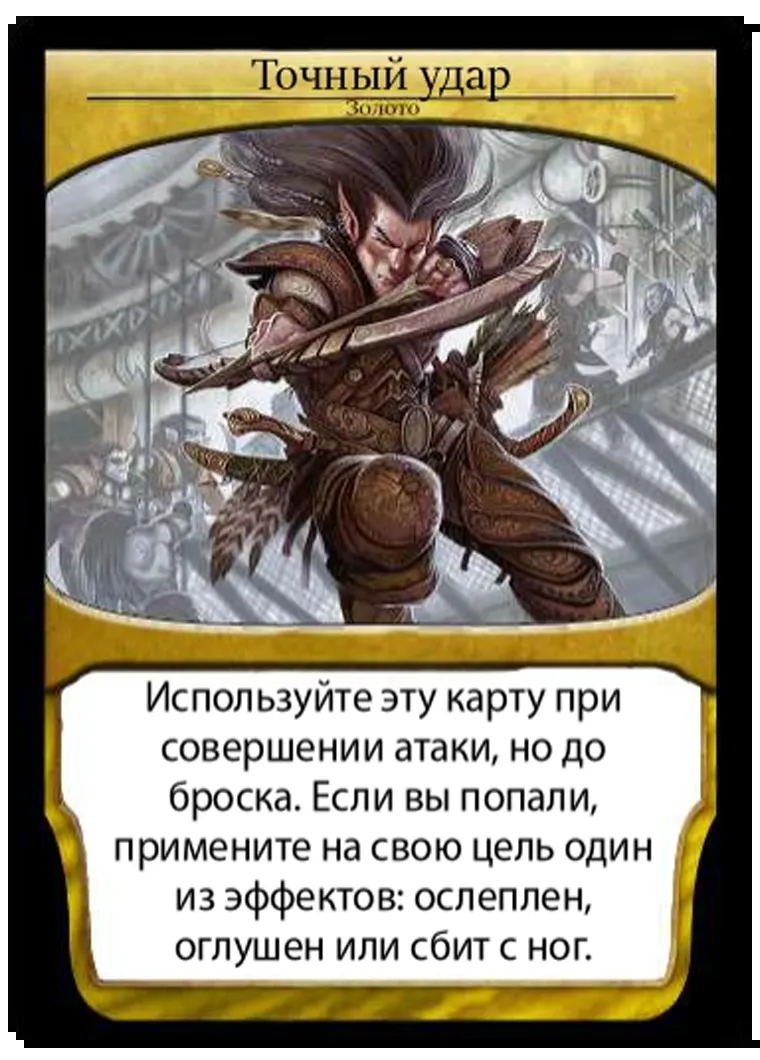 Точный удар
Золото
Используйте эту карту при
совершении атаки, но до
броска. Если вы попали,
примените на свою цель один
из эффектов: ослеплен,
оглушен или сбит с ног.